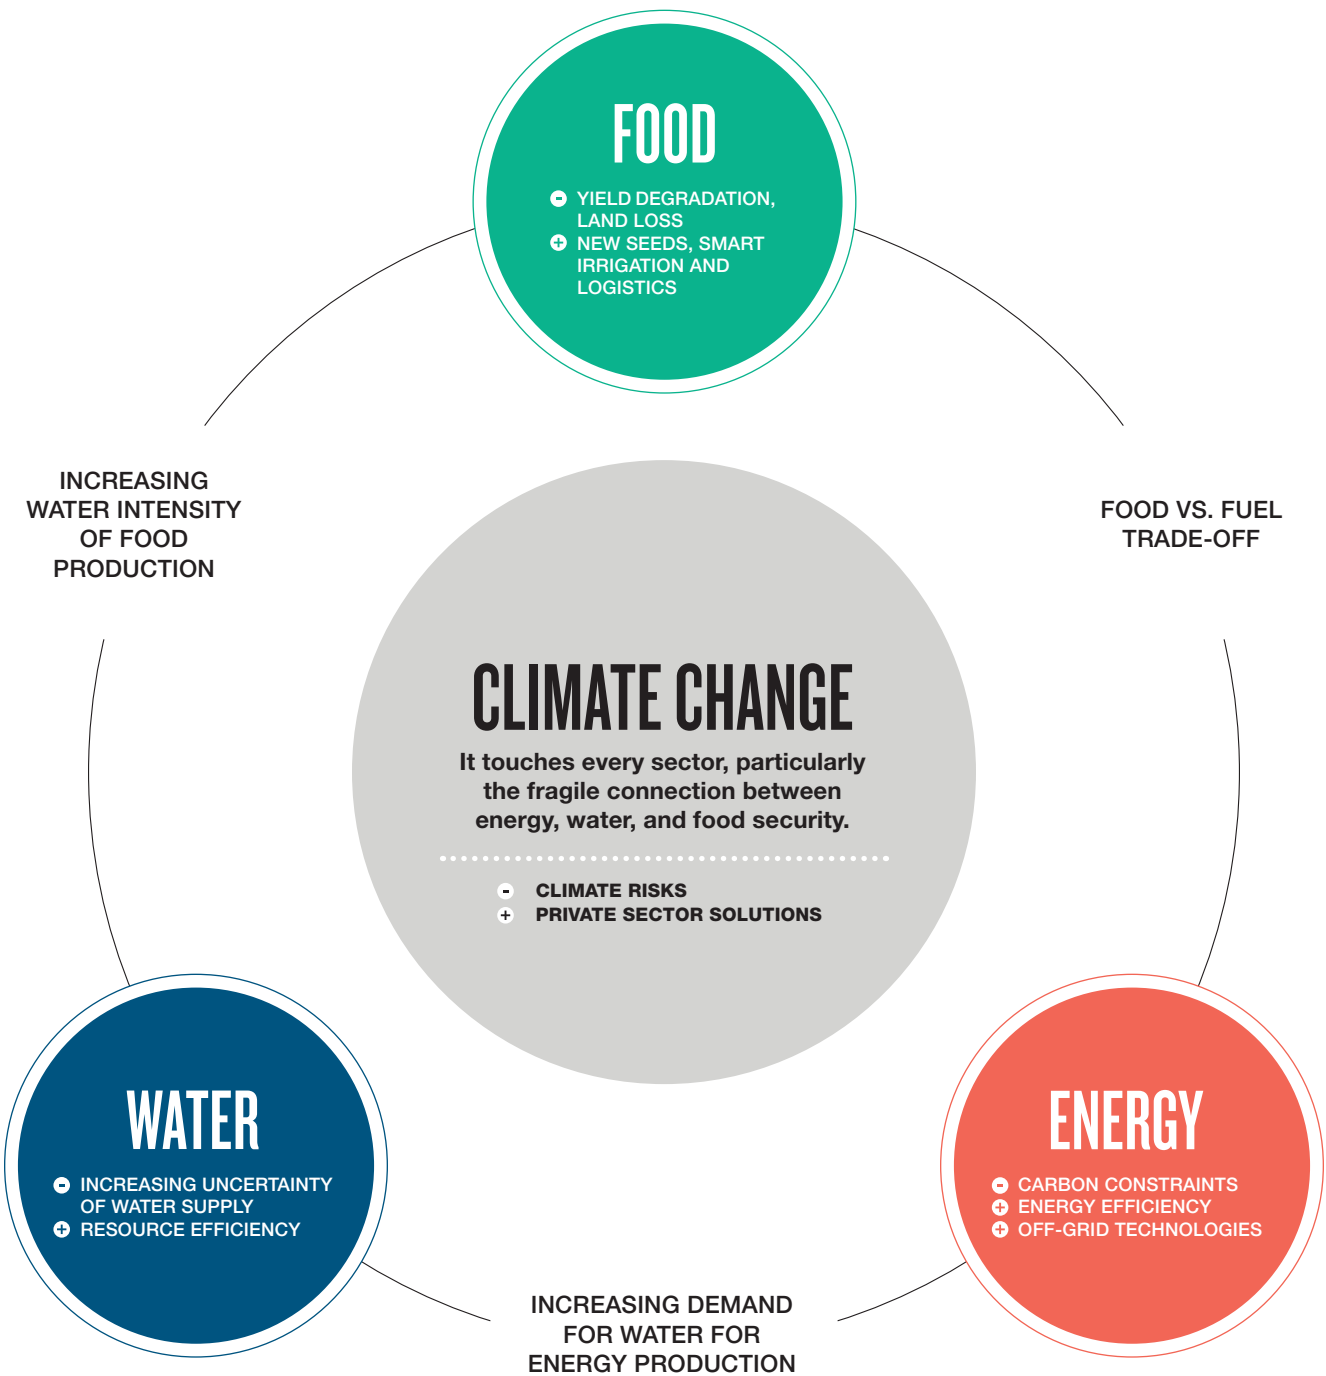 FOOD
- YIELD DEGRADATION,
LAND LOSS
+ NEW SEEDS, SMART
IRRIGATION AND
LOGISTICS
INCREASING
WATER INTENSITY
OF FOOD
PRODUCTION
FOOD VS. FUEL
TRADE-OFF
CLIMATE CHANGE
It touches every sector, particularly
the fragile connection between
energy, water, and food security.
- CLIMATE RISKS
+ PRIVATE SECTOR SOLUTIONS
WATER
- INCREASING UNCERTAINTY
OF WATER SUPPLY
+ RESOURCE EFFICIENCY
ENERGY
- CARBON CONSTRAINTS
+ ENERGY EFFICIENCY
+ OFF-GRID TECHNOLOGIES
INCREASING DEMAND
FOR WATER FOR
ENERGY PRODUCTION